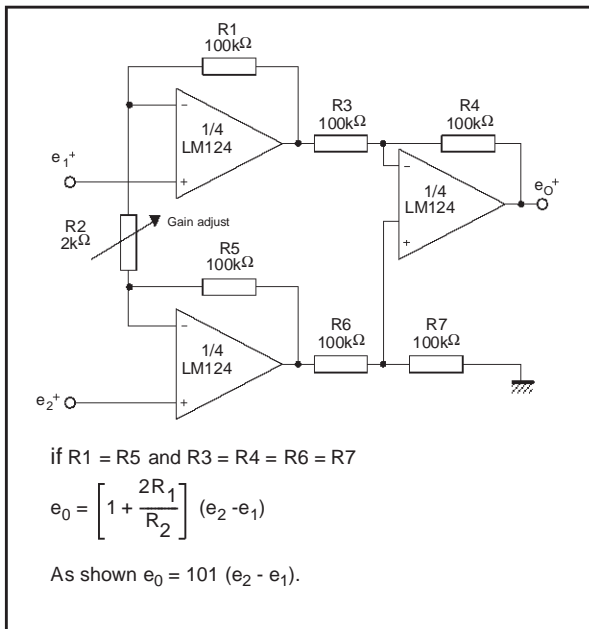 R1
100kΩ
R3
100kΩ
R4
100kΩ
1/4
LM124
e1+
1/4
LM124
eO+
R2
2kΩ
Gain adjust
R5
100kΩ
R6
100kΩ
R7
100kΩ
1/4
LM124
e2+
if R1 = R5 and R3 = R4 = R6 = R7
e0 = [1 + 2R1/R2] (e2 -e1)
As shown e0 = 101 (e2 - e1).